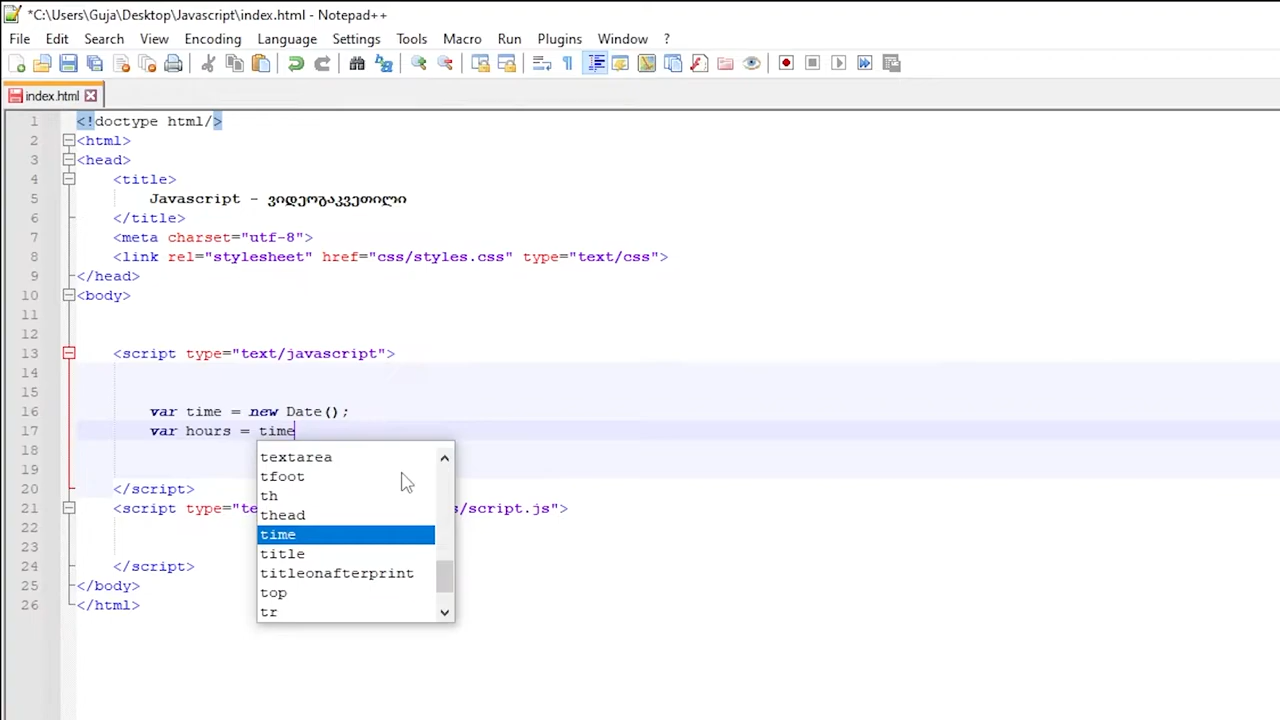 *C:\Users\Guja\Desktop\Javascript\index.html - Notepad++
File Edit Search View Encoding Language Settings Tools Macro Run Plugins Window ?
index.html
1 <!doctype html/>
2 <html>
3 <head>
4 <title>
5 Javascript - ვიდეოგაკვეთილი
6 </title>
7 <meta charset="utf-8">
8 <link rel="stylesheet" href="css/styles.css" type="text/css">
9 </head>
10 <body>
11
12
13 <script type="text/javascript">
14
15
16 var time = new Date();
17 var hours = time
18
19
20 </script>
21 <script type="te s/script.js">
22
23
24 </script>
25 </body>
26 </html>
textarea
tfoot
th
thead
time
title
titleonafterprint
top
tr